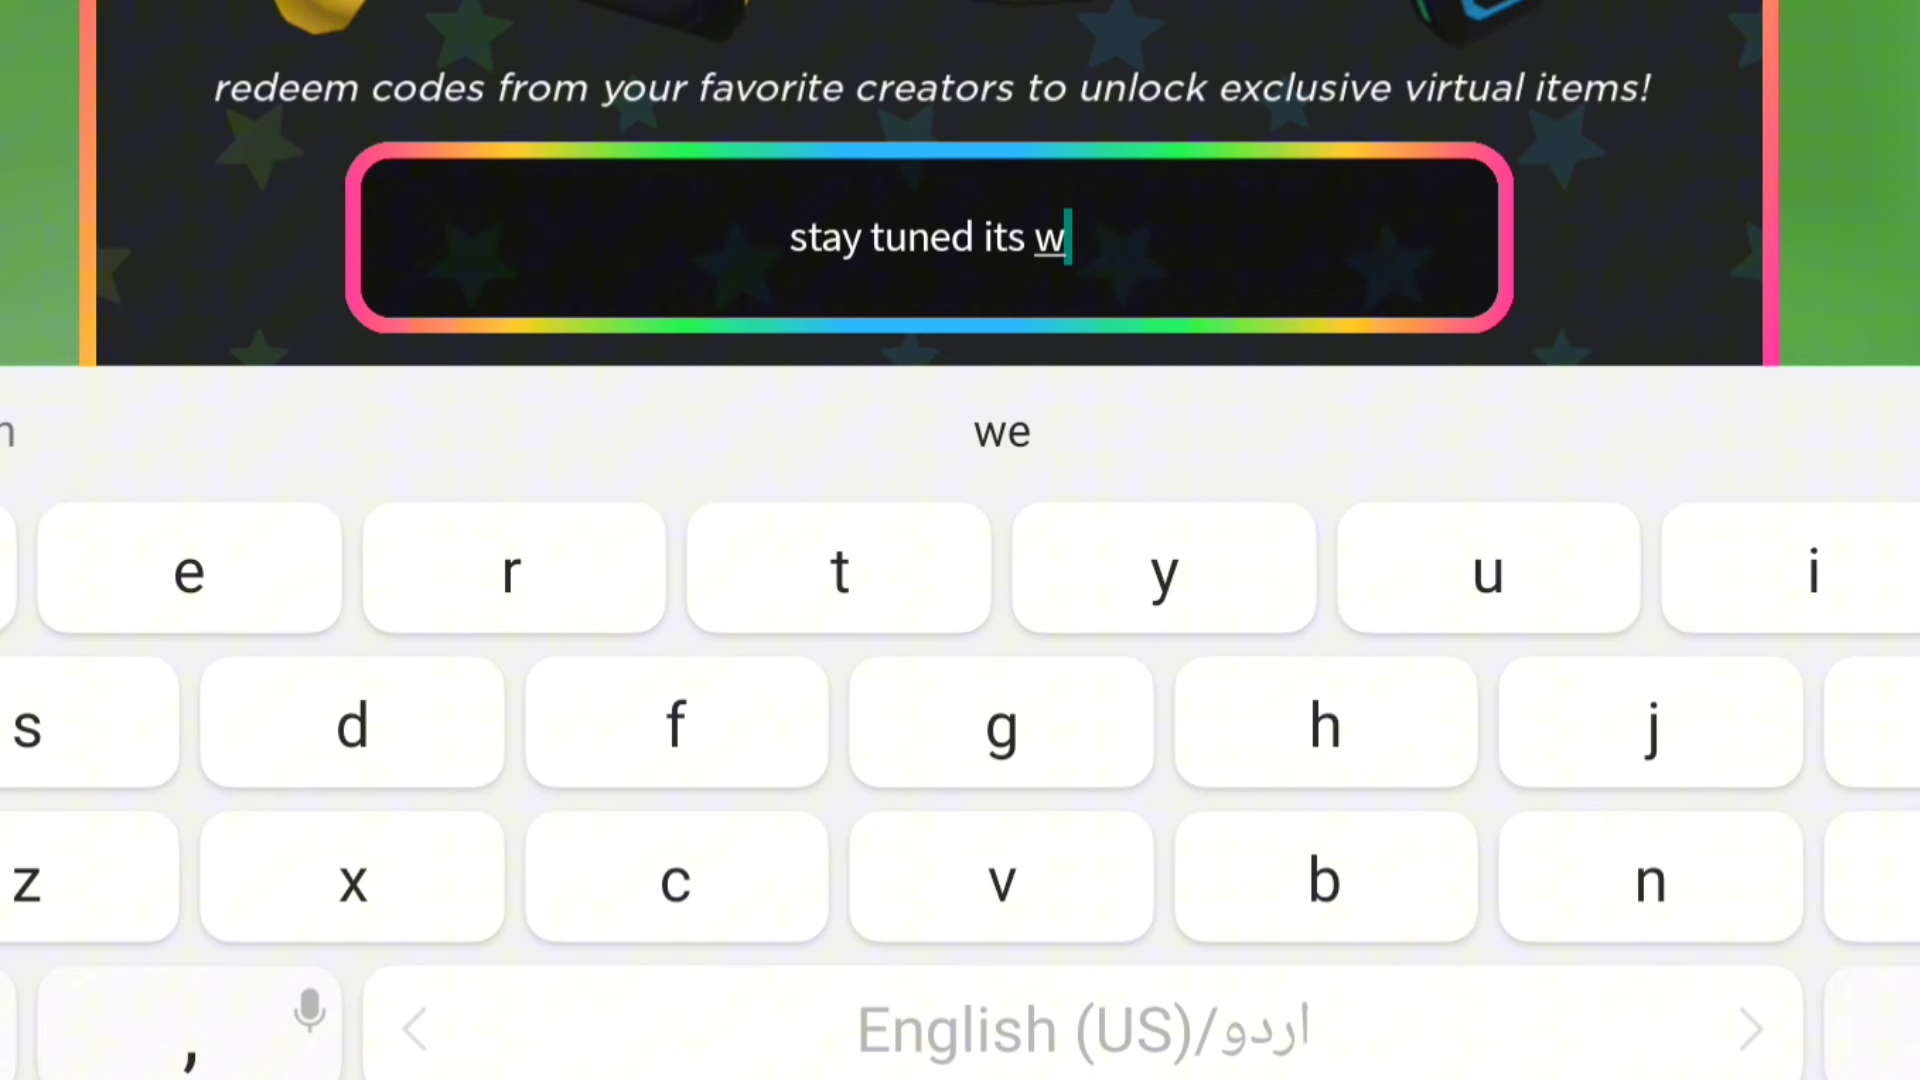 redeem codes from your favorite creators to unlock exclusive virtual items!
stay tuned its w
we
e r t y u i
s d f g h j
z x c v b n
, English (US)/اردو